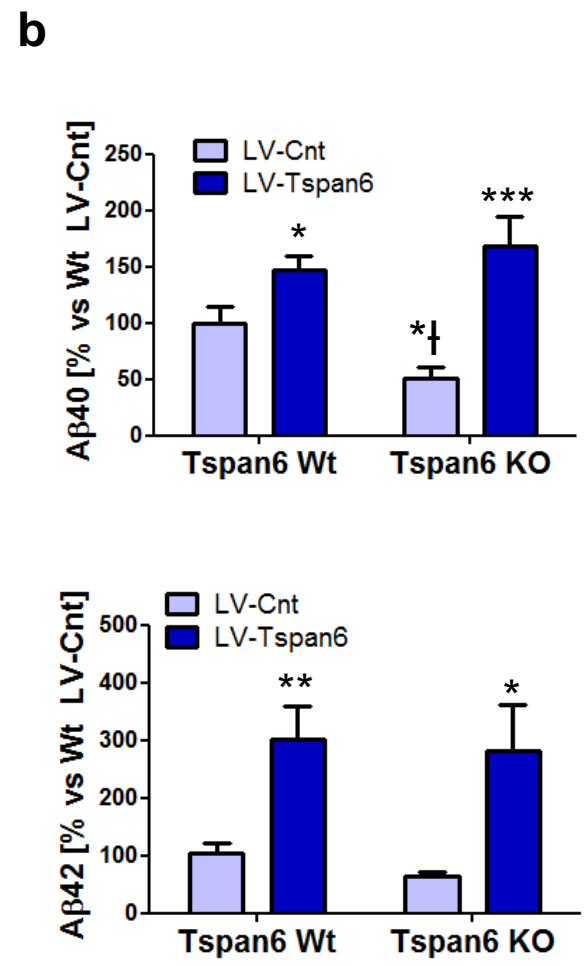 b
Aβ40 [% vs Wt LV-Cnt]
LV-Cnt
LV-Tspan6
250
200
150
100
50
0
*
*ƚ
***
Tspan6 Wt
Tspan6 KO
Aβ42 [% vs Wt LV-Cnt]
LV-Cnt
LV-Tspan6
500
400
300
200
100
0
**
*
Tspan6 Wt
Tspan6 KO